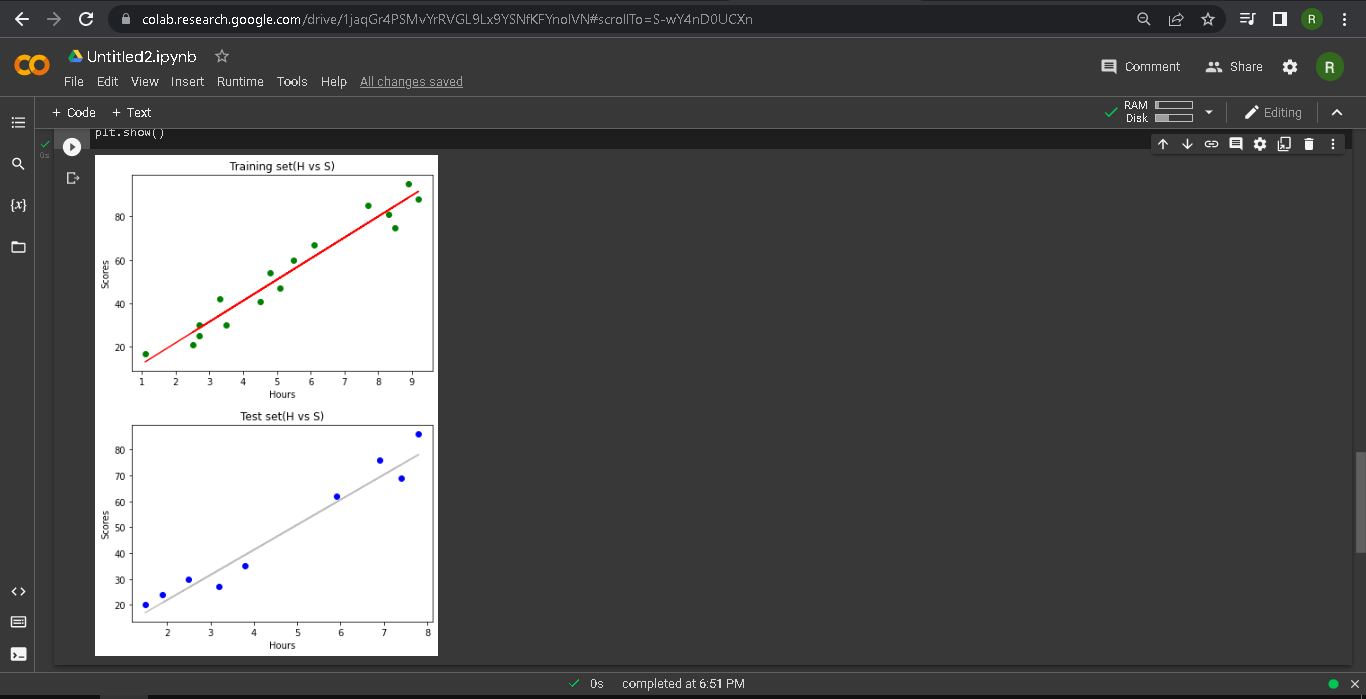 colab.research.google.com/drive/1jaqGr4PSMvYrRVGL9Lx9YSNfKFYnolVN#scrollTo=S-wY4nD0UCXn
R
Untitled2.ipynb
File Edit View Insert Runtime Tools Help All changes saved
Comment Share R
+ Code + Text
RAM
Disk
Editing
plt.show()
0s
{x}
Training set(H vs S)
Scores
80
60
40
20
1 2 3 4 5 6 7 8 9
Hours
Test set(H vs S)
Scores
80
70
60
50
40
30
20
2 3 4 5 6 7 8
Hours
0s completed at 6:51 PM